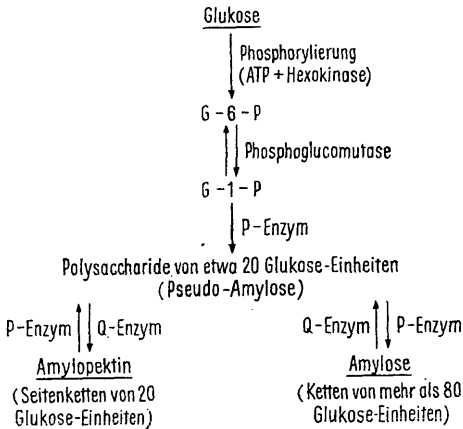 Glukose
Phosphorylierung
(ATP + Hexokinase)
G - 6 - P
Phosphoglucomutase
G - 1 - P
P-Enzym
Polysaccharide von etwa 20 Glukose-Einheiten
(Pseudo-Amylose)
P-Enzym Q-Enzym
Q-Enzym P-Enzym
Amylopektin
(Seitenketten von 20
Glukose-Einheiten)
Amylose
(Ketten von mehr als 80
Glukose-Einheiten)